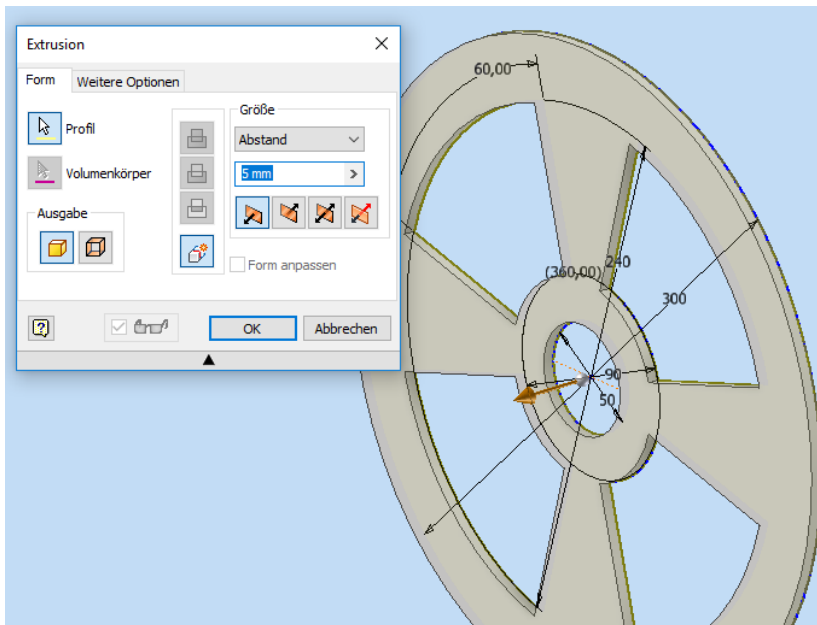 Extrusion
Form
Weitere Optionen
Profil
Volumenkörper
Ausgabe
Größe
Abstand
5 mm
Form anpassen
OK
Abbrechen
60,00
(360,00)
240
300
90
50